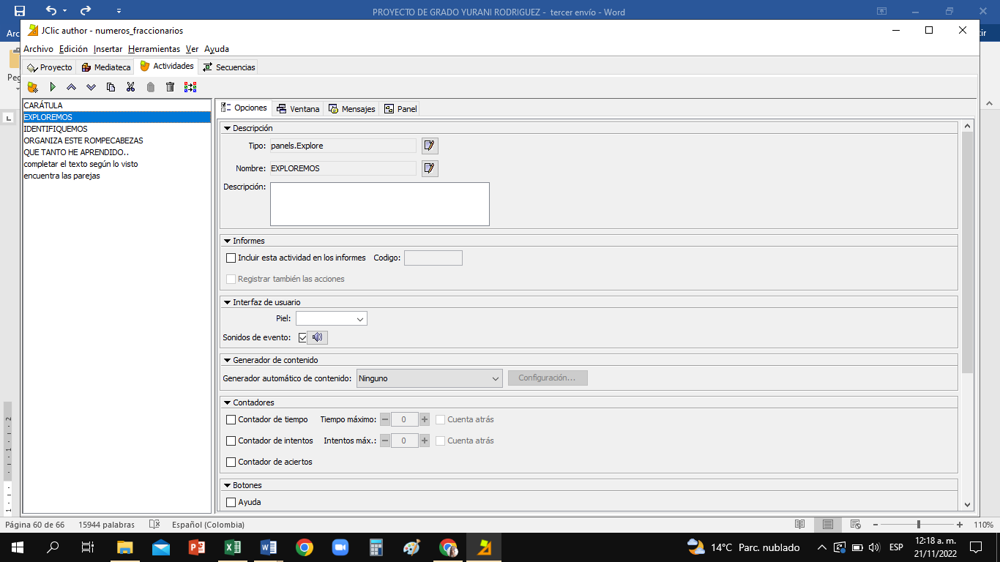 PROYECTO DE GRADO YURANI RODRIGUEZ - tercer envío - Word
JClic author - numeros_fraccionarios
Archivo Edición Insertar Herramientas Ver Ayuda
Proyecto Mediateca Actividades Secuencias
CARÁTULA
EXPLOREMOS
IDENTIFIQUEMOS
ORGANIZA ESTE ROMPECABEZAS
QUE TANTO HE APRENDIDO..
completar el texto según lo visto
encuentra las parejas
Opciones Ventana Mensajes Panel
Descripción
Tipo: panels.Explore
Nombre: EXPLOREMOS
Descripción:
Informes
Incluir esta actividad en los informes Codigo:
Registrar también las acciones
Interfaz de usuario
Piel:
Sonidos de evento:
Generador de contenido
Generador automático de contenido: Ninguno Configuración...
Contadores
Contador de tiempo Tiempo máximo: 0 Cuenta atrás
Contador de intentos Intentos máx.: 0 Cuenta atrás
Contador de aciertos
Botones
Ayuda
Página 60 de 66 15944 palabras Español (Colombia) 110%
14°C Parc. nublado ESP 12:18 a. m.
21/11/2022